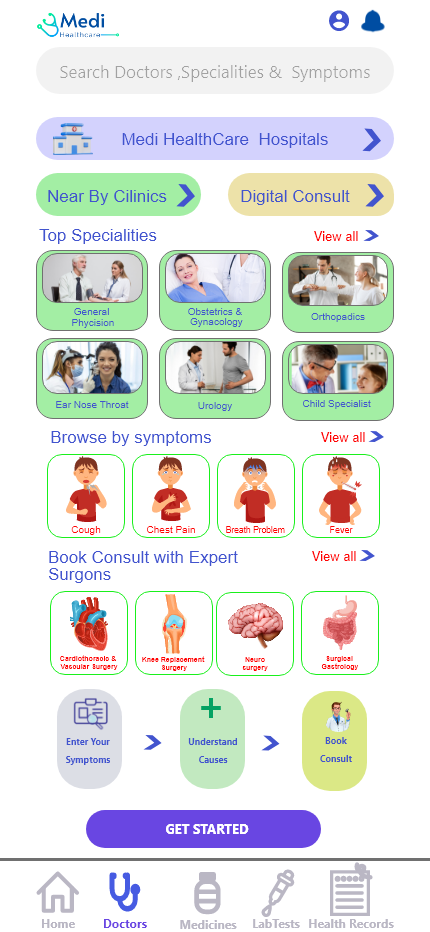 Medi
Healthcare
Search Doctors ,Specialities & Symptoms
Medi HealthCare Hospitals
Near By Cilinics
Digital Consult
Top Specialities
View all
General
Phycision
Obstetrics &
Gynacology
Orthopadics
Ear Nose Throat
Urology
Child Specialist
Browse by symptoms
View all
Cough
Chest Pain
Breath Problem
Fever
Book Consult with Expert
Surgons
View all
Cardiothoracio &
Vasoular Surgery
Knee Replacement
Surgery
Neuro
surgery
Surgical
Gastrology
Enter Your
Symptoms
Understand
Causes
Book
Consult
GET STARTED
Home
Doctors
Medicines
LabTests
Health Records